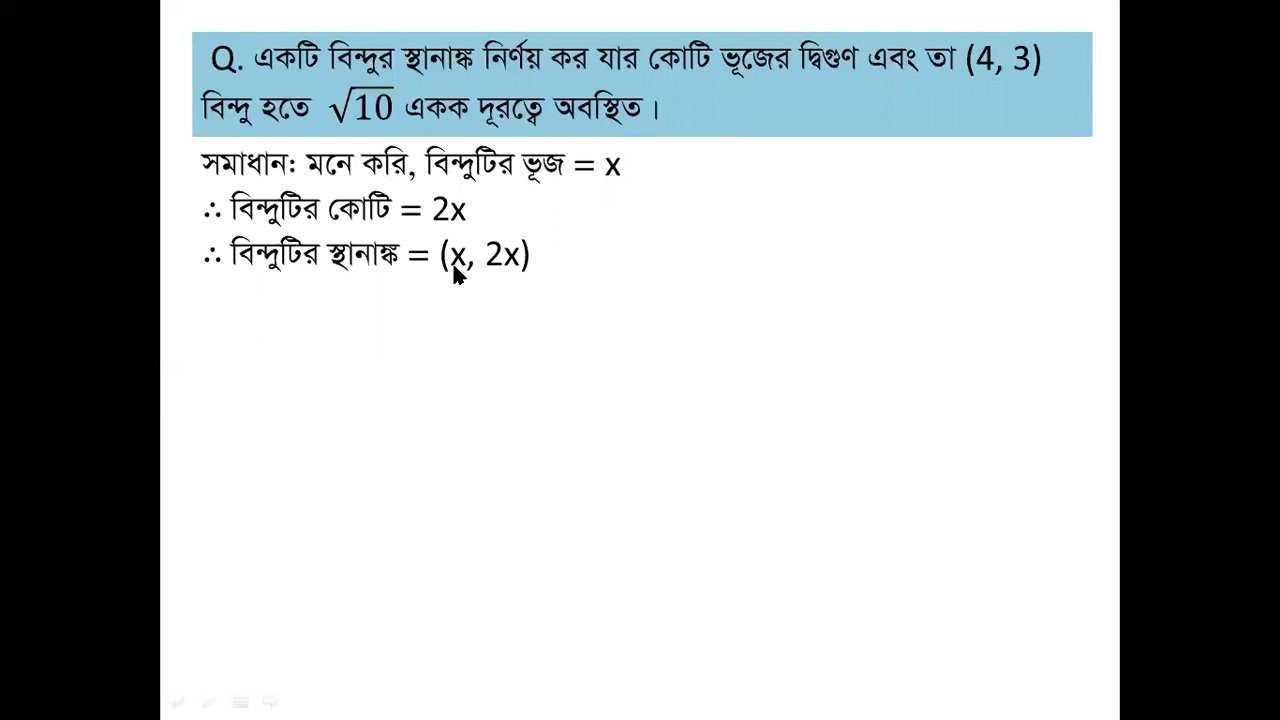 Q. একটি বিন্দুর স্থানাঙ্ক নির্ণয় কর যার কোটি ভূজের দ্বিগুণ এবং তা (4, 3)
বিন্দু হতে √10 একক দূরত্বে অবস্থিত।
সমাধান: মনে করি, বিন্দুটির ভূজ = x
∴ বিন্দুটির কোটি = 2x
∴ বিন্দুটির স্থানাঙ্ক = (x, 2x)